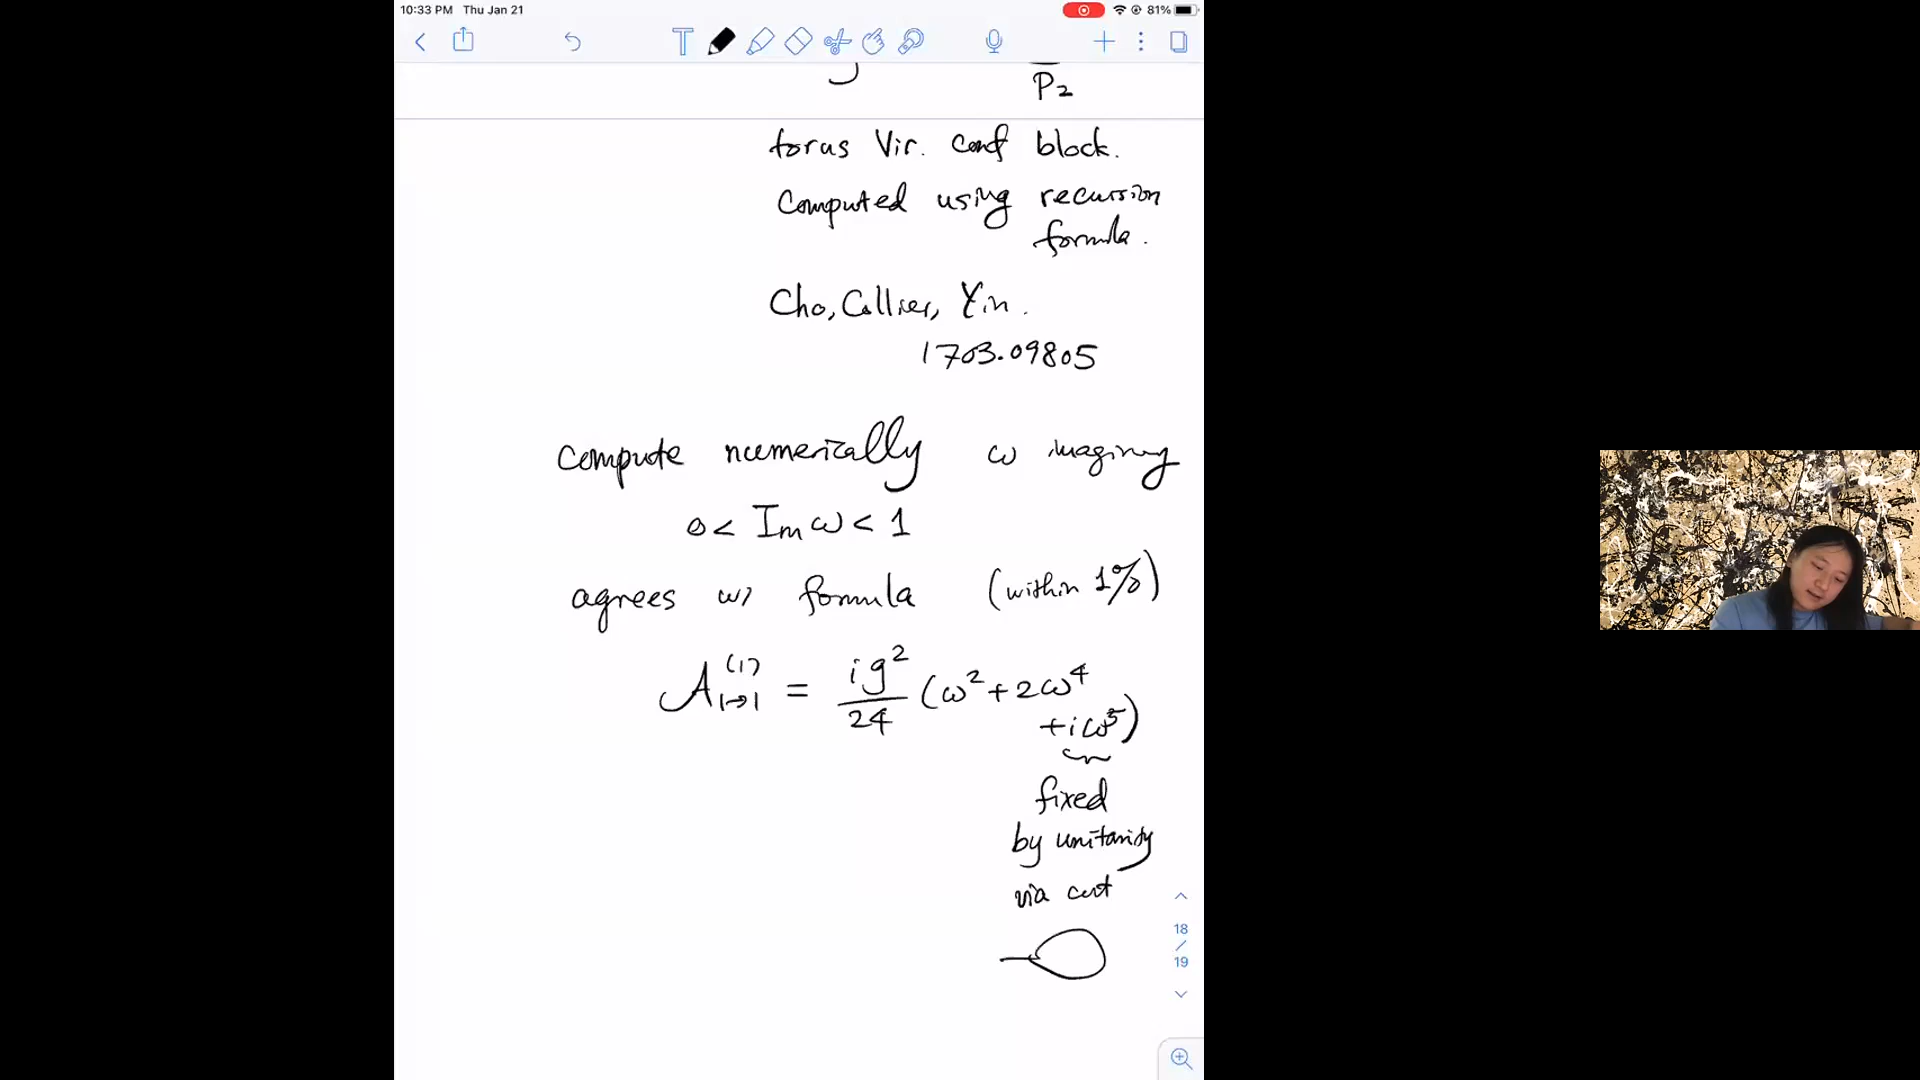 10:33 PM Thu Jan 21
81%
P₂
torus Vir. conf block.
computed using recursion
formula.
Cho, Collier, Yin.
1703.09805
compute numerically ω imaginary
0 < Im ω < 1
agrees w/ formula (within 1%)
𝒜₁→₁⁽¹⁾ = ig²/24 (ω² + 2ω⁴
+ iω⁵)
fixed
by unitarity
via cut
18
/
19